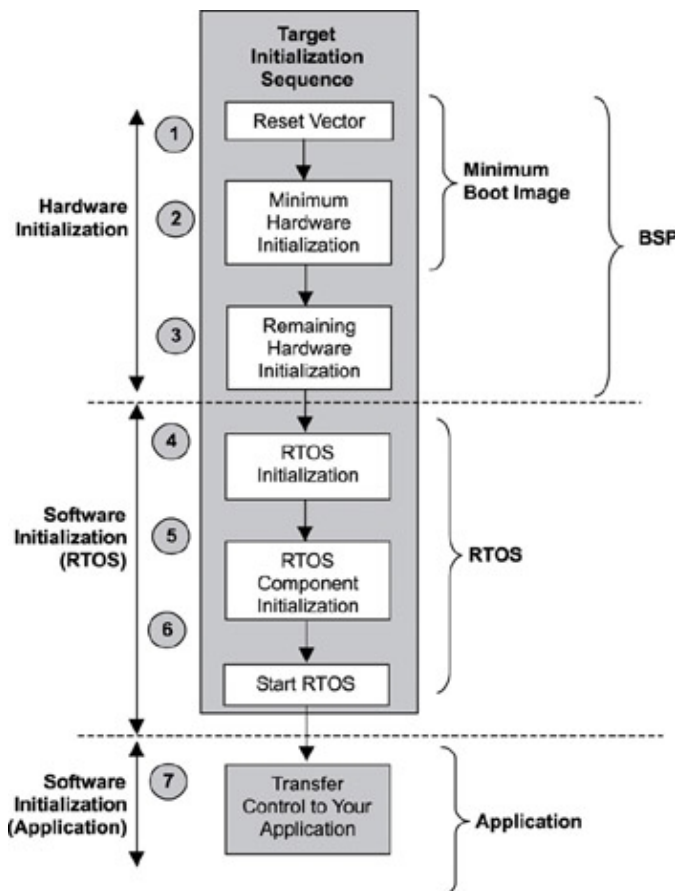 Target
Initialization
Sequence
1
Reset Vector
Minimum
Boot Image
Hardware
Initialization
2
Minimum
Hardware
Initialization
BSP
3
Remaining
Hardware
Initialization
4
RTOS
Initialization
Software
Initialization
(RTOS)
5
RTOS
Component
Initialization
RTOS
6
Start RTOS
Software
Initialization
(Application)
7
Transfer
Control to Your
Application
Application